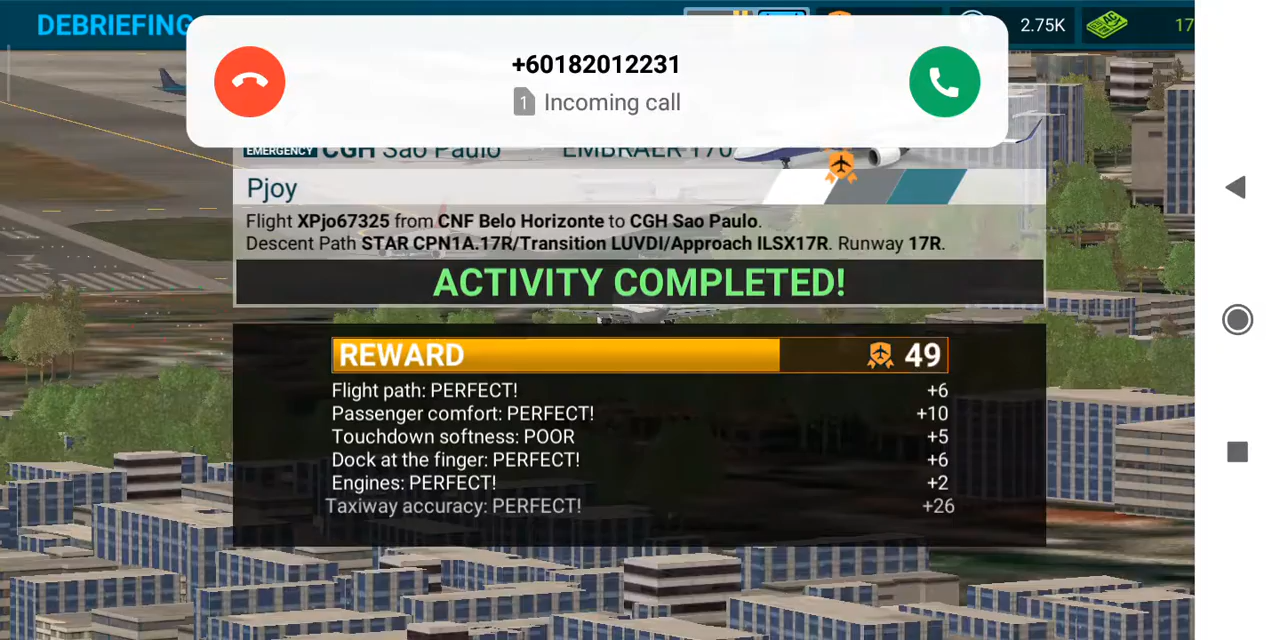 DEBRIEFING
2.75K
17
+60182012231
1 Incoming call
EMERGENCY CGH Sao Paulo EMBRAER 170
Pjoy
Flight XPjo67325 from CNF Belo Horizonte to CGH Sao Paulo.
Descent Path STAR CPN1A.17R/Transition LUVDI/Approach ILSX17R. Runway 17R.
ACTIVITY COMPLETED!
REWARD 49
Flight path: PERFECT! +6
Passenger comfort: PERFECT! +10
Touchdown softness: POOR +5
Dock at the finger: PERFECT! +6
Engines: PERFECT! +2
Taxiway accuracy: PERFECT! +26